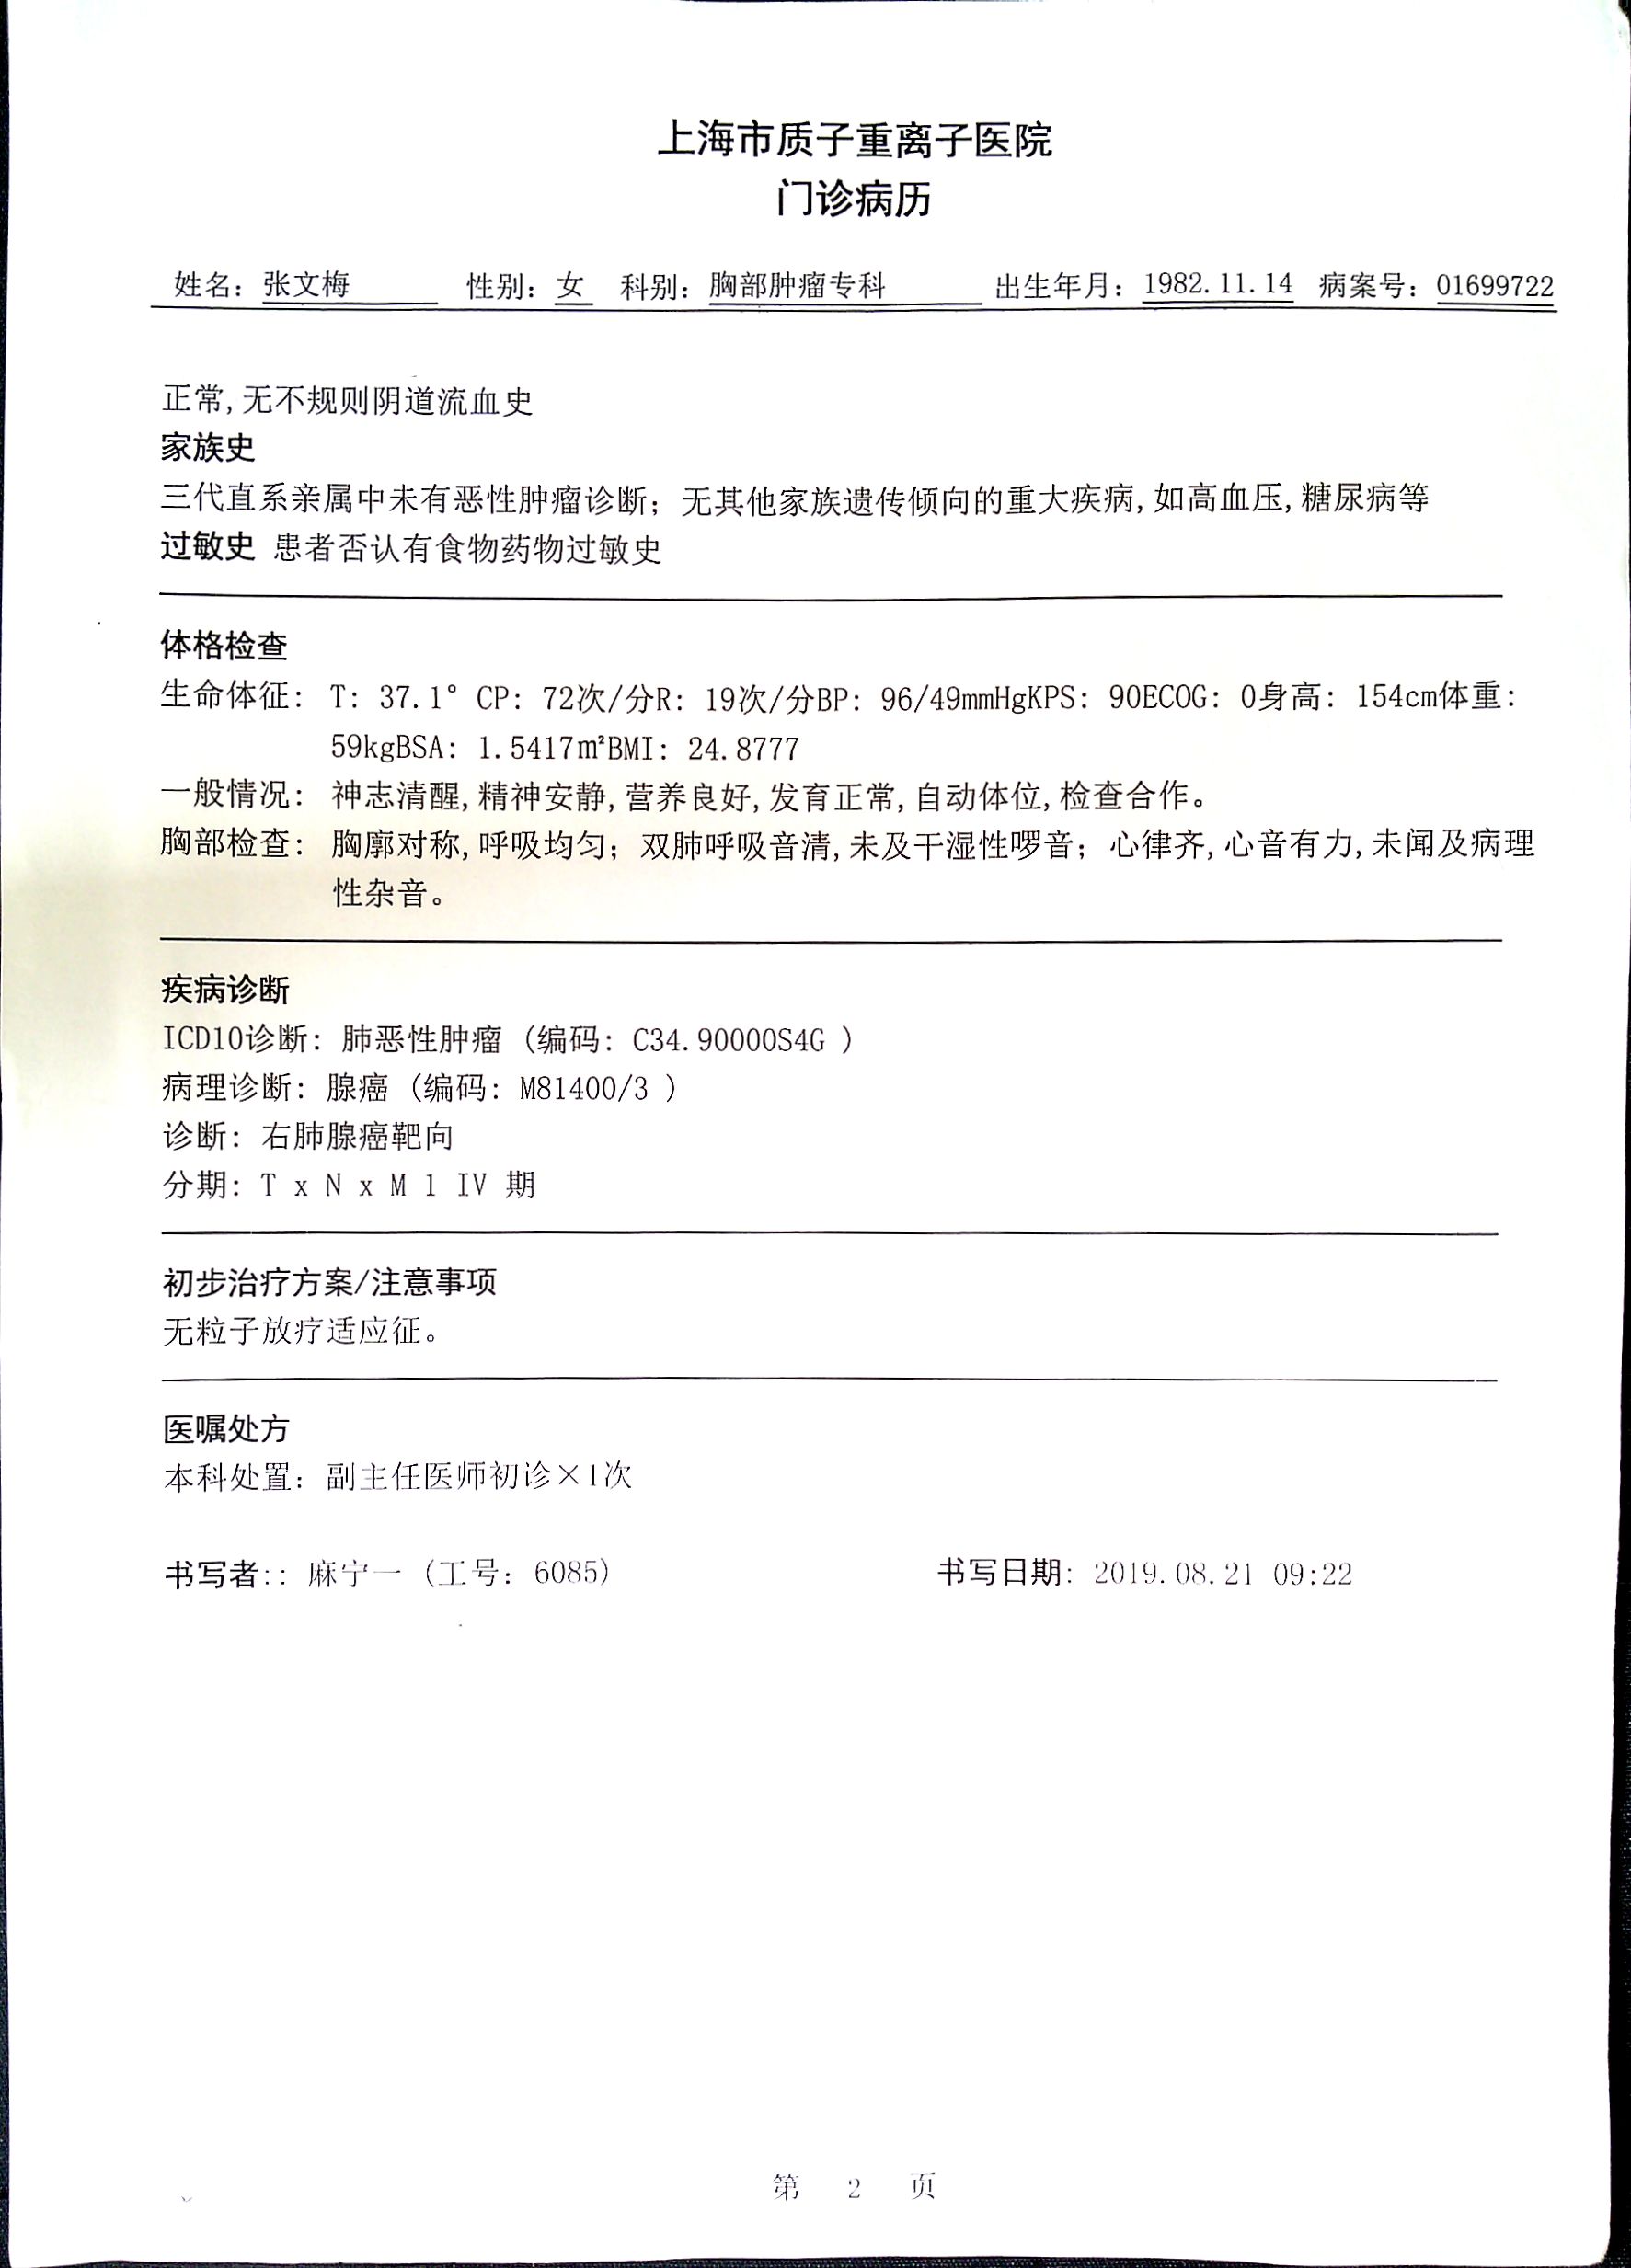 上海市质子重离子医院
门诊病历
姓名：张文梅 性别：女 科别：胸部肿瘤专科 出生年月：1982.11.14 病案号：01699722
正常,无不规则阴道流血史
家族史
三代直系亲属中未有恶性肿瘤诊断；无其他家族遗传倾向的重大疾病,如高血压,糖尿病等
过敏史 患者否认有食物药物过敏史
体格检查
生命体征：T：37.1° CP：72次/分R：19次/分BP：96/49mmHgKPS：90ECOG：0身高：154cm体重：
59kgBSA：1.5417㎡BMI：24.8777
一般情况：神志清醒,精神安静,营养良好,发育正常,自动体位,检查合作。
胸部检查：胸廓对称,呼吸均匀；双肺呼吸音清,未及干湿性啰音；心律齐,心音有力,未闻及病理
性杂音。
疾病诊断
ICD10诊断：肺恶性肿瘤（编码：C34.90000S4G ）
病理诊断：腺癌（编码：M81400/3 ）
诊断：右肺腺癌靶向
分期：T x N x M 1 IV 期
初步治疗方案/注意事项
无粒子放疗适应征。
医嘱处方
本科处置：副主任医师初诊×1次
书写者:：麻宁一（工号：6085） 书写日期：2019.08.21 09:22
第 2 页